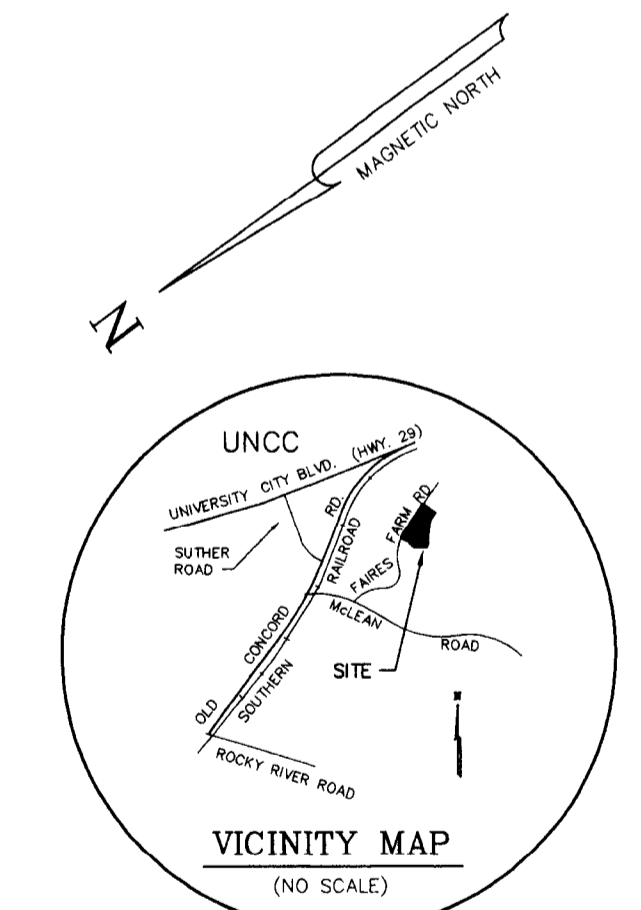 MAGNETIC NORTH
N
UNCC
UNIVERSITY CITY BLVD. (HWY. 29)
SUTHER
ROAD
OLD CONCORD RD.
SOUTHERN RAILROAD
FAIRES FARM RD.
McLEAN ROAD
SITE
ROCKY RIVER ROAD
VICINITY MAP
(NO SCALE)